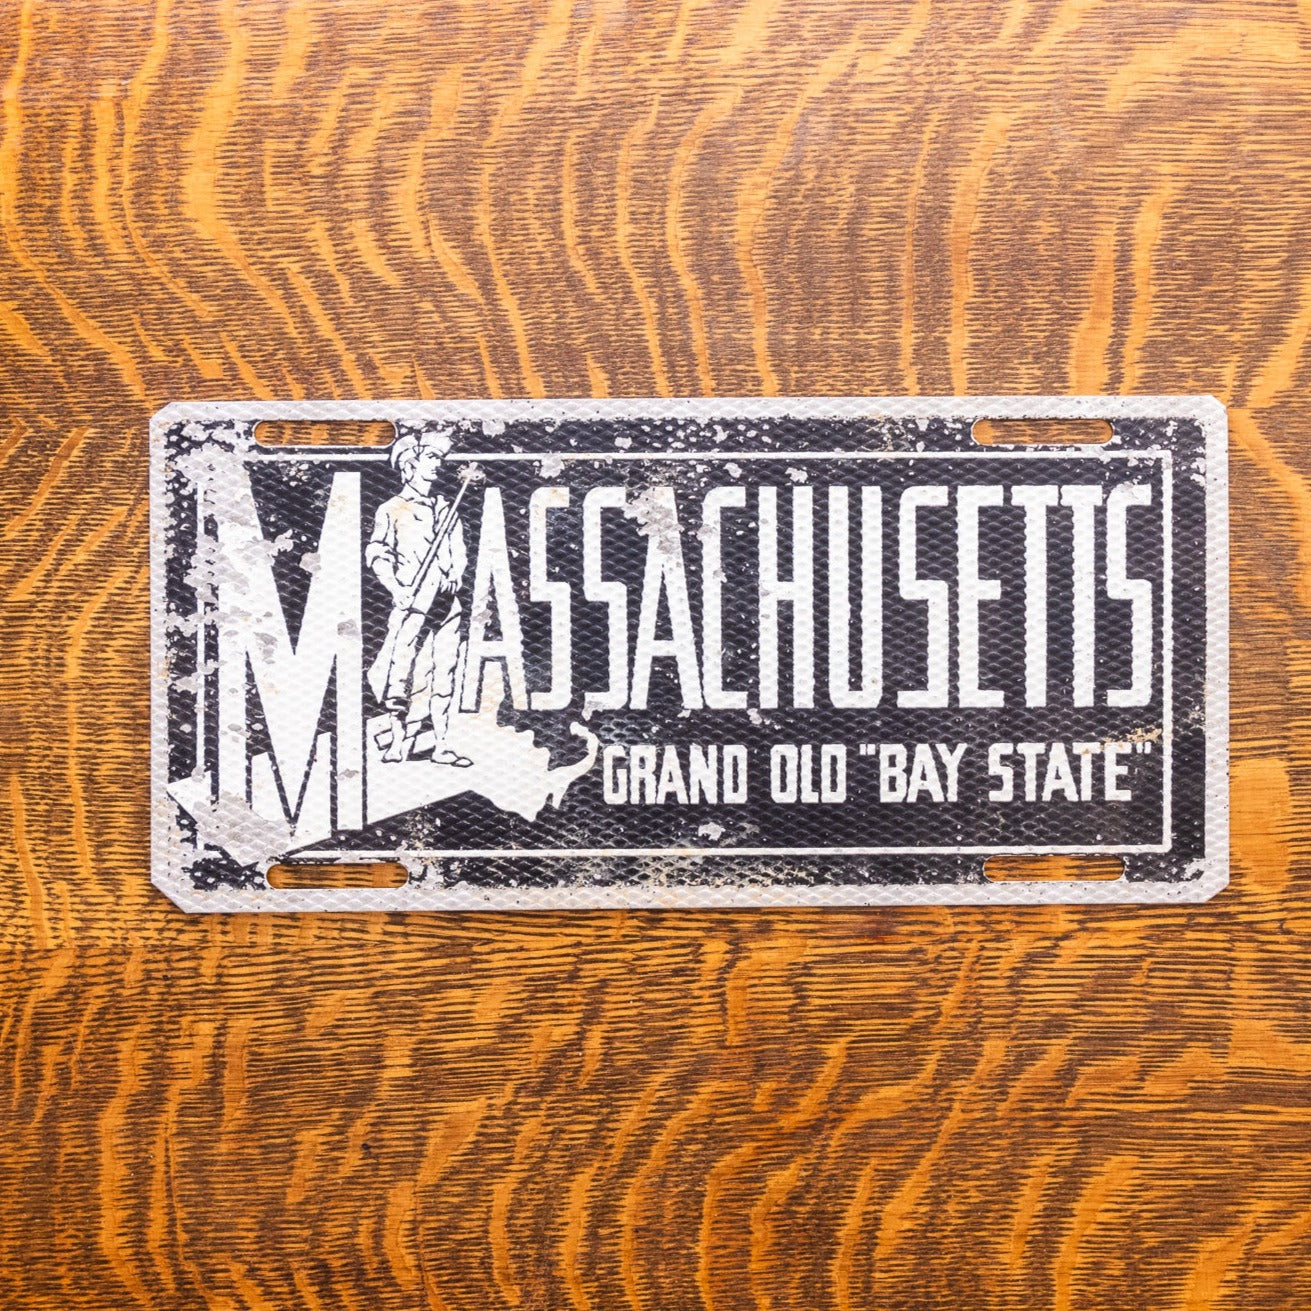 MASSACHUSETTS
GRAND OLD "BAY STATE"